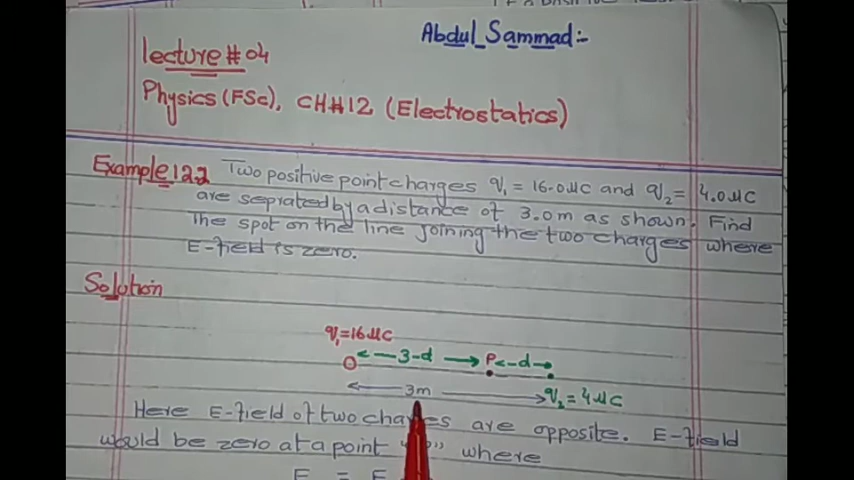 Abdul_Sammad:-
lecture # 04
Physics (FSc), CH#12 (Electrostatics)
Example 12.2 Two positive point charges q₁ = 16.0μC and q₂ = 4.0μC
are seprated by a distance of 3.0m as shown. Find
the spot on the line joining the two charges where
E-field is zero.
Solution
q₁=16μC
3-d P d
3m q₂ = 4μC
Here E-field of two charges are opposite. E-field
would be zero at a point "P" where
E = E